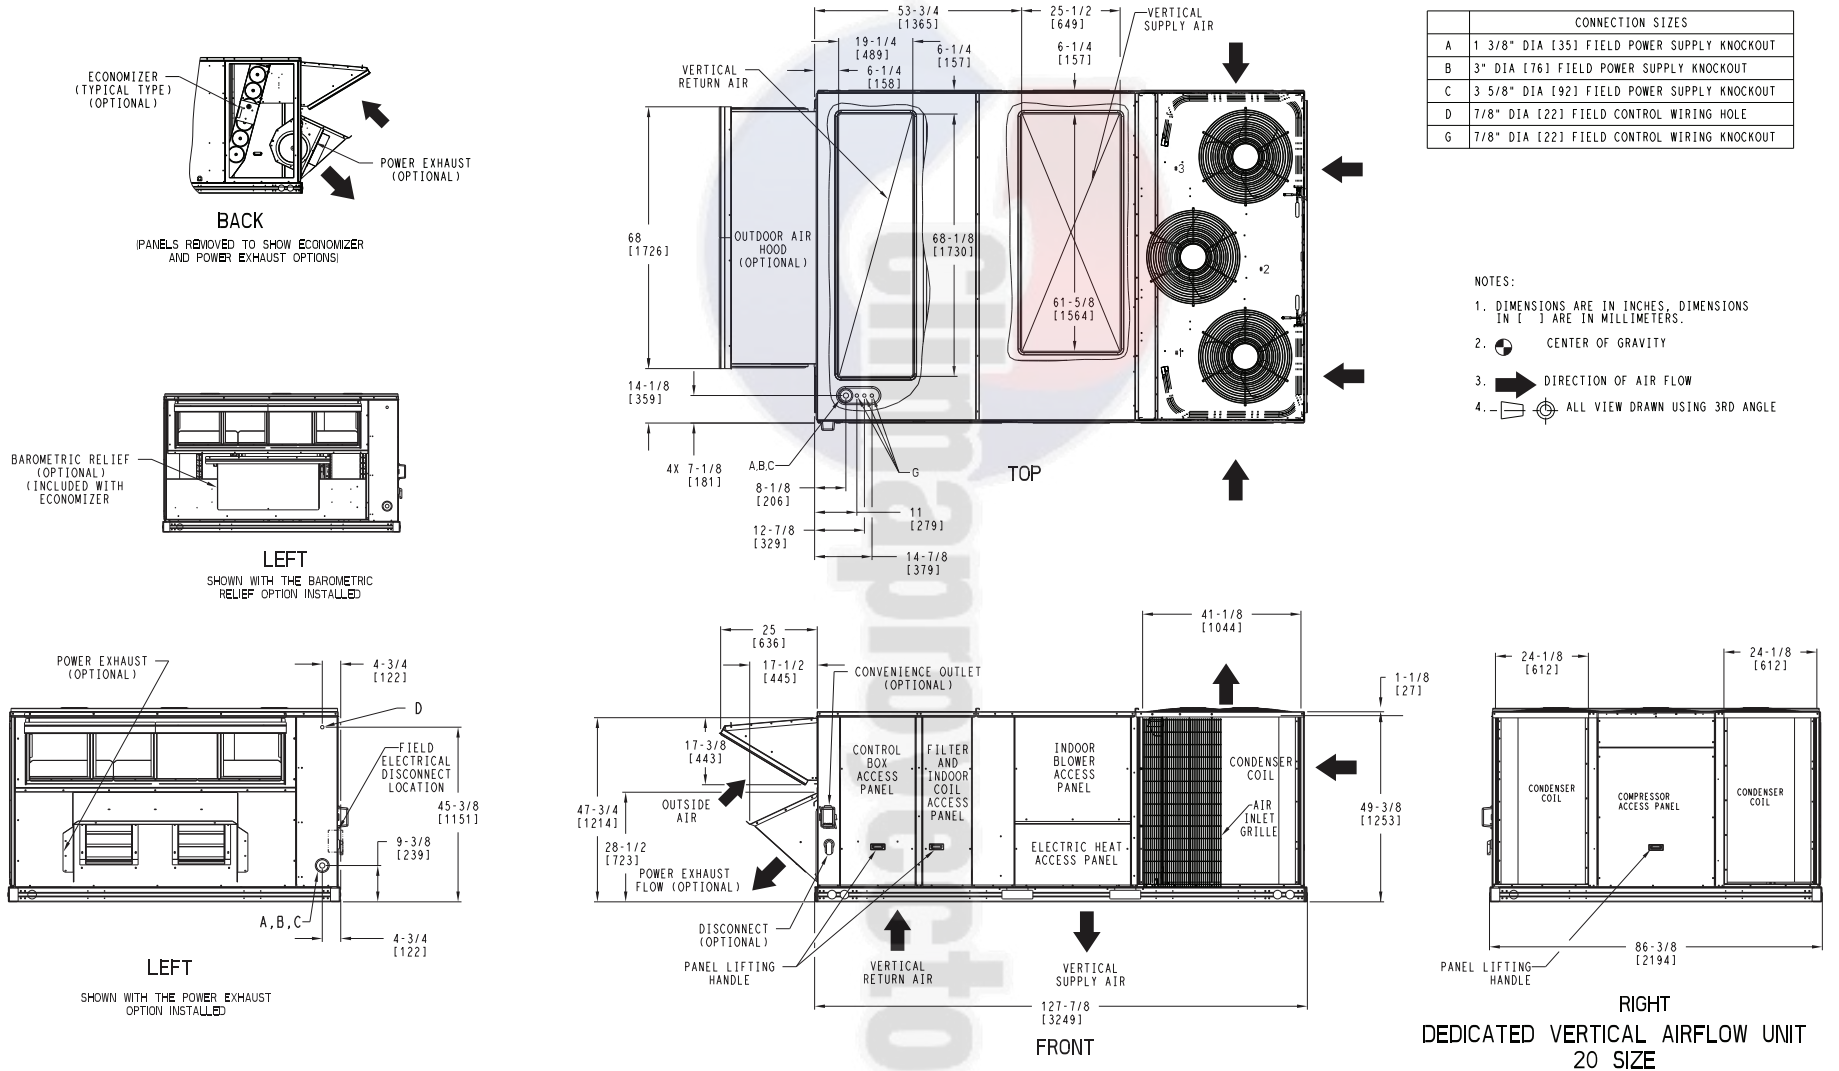 ECONOMIZER
(TYPICAL TYPE)
(OPTIONAL)
POWER EXHAUST
(OPTIONAL)
BACK
(PANELS REMOVED TO SHOW ECONOMIZER
AND POWER EXHAUST OPTIONS)
BAROMETRIC RELIEF
(OPTIONAL)
(INCLUDED WITH
ECONOMIZER
LEFT
SHOWN WITH THE BAROMETRIC
RELIEF OPTION INSTALLED
POWER EXHAUST
(OPTIONAL)
4-3/4
[122]
D
FIELD
ELECTRICAL
DISCONNECT
LOCATION
45-3/8
[1151]
9-3/8
[239]
A,B,C
4-3/4
[122]
LEFT
SHOWN WITH THE POWER EXHAUST
OPTION INSTALLED
53-3/4
[1365]
25-1/2
[649]
VERTICAL
SUPPLY AIR
19-1/4
[489]
6-1/4
[157]
6-1/4
[157]
6-1/4
[158]
VERTICAL
RETURN AIR
68
[1726]
OUTDOOR AIR
HOOD
(OPTIONAL)
68-1/8
[1730]
61-5/8
[1564]
3
2
1
14-1/8
[359]
4X 7-1/8
[181]
A,B,C
G
8-1/8
[206]
11
[279]
12-7/8
[329]
14-7/8
[379]
TOP
climaproyecto
25
[636]
17-1/2
[445]
CONVENIENCE OUTLET
(OPTIONAL)
41-1/8
[1044]
1-1/8
[27]
17-3/8
[443]
OUTSIDE
AIR
47-3/4
[1214]
28-1/2
[723]
POWER EXHAUST
FLOW (OPTIONAL)
CONTROL
BOX
ACCESS
PANEL
FILTER
AND
INDOOR
COIL
ACCESS
PANEL
INDOOR
BLOWER
ACCESS
PANEL
ELECTRIC HEAT
ACCESS PANEL
CONDENSER
COIL
AIR
INLET
GRILLE
49-3/8
[1253]
DISCONNECT
(OPTIONAL)
PANEL LIFTING
HANDLE
VERTICAL
RETURN AIR
VERTICAL
SUPPLY AIR
127-7/8
[3249]
FRONT
CONNECTION SIZES
A 1 3/8" DIA [35] FIELD POWER SUPPLY KNOCKOUT
B 3" DIA [76] FIELD POWER SUPPLY KNOCKOUT
C 3 5/8" DIA [92] FIELD POWER SUPPLY KNOCKOUT
D 7/8" DIA [22] FIELD CONTROL WIRING HOLE
G 7/8" DIA [22] FIELD CONTROL WIRING KNOCKOUT
NOTES:
1. DIMENSIONS ARE IN INCHES, DIMENSIONS
IN [ ] ARE IN MILLIMETERS.
2. CENTER OF GRAVITY
3. DIRECTION OF AIR FLOW
4. ALL VIEW DRAWN USING 3RD ANGLE
24-1/8
[612]
24-1/8
[612]
CONDENSER
COIL
COMPRESSOR
ACCESS PANEL
CONDENSER
COIL
86-3/8
[2194]
PANEL LIFTING
HANDLE
RIGHT
DEDICATED VERTICAL AIRFLOW UNIT
20 SIZE